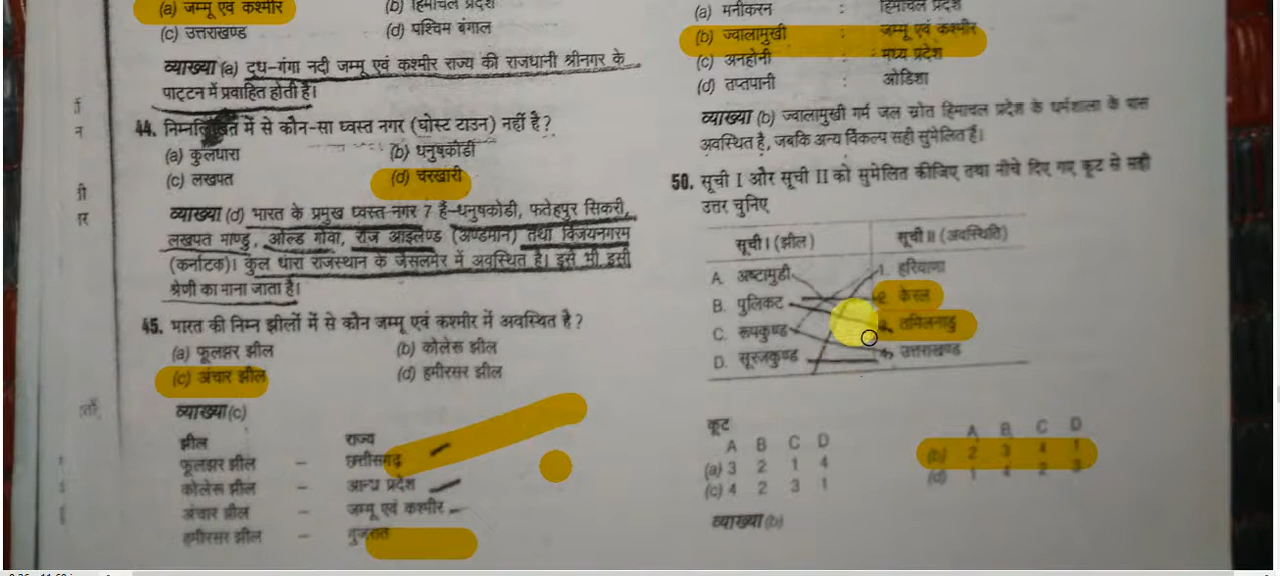 (a) जम्मू एवं कश्मीर (b) हिमाचल प्रदेश
(c) उत्तराखण्ड (d) पश्चिम बंगाल
व्याख्या (a) दूध-गंगा नदी जम्मू एवं कश्मीर राज्य की राजधानी श्रीनगर के
पाट्टन में प्रवाहित होती है।
44. निम्नलिखित में से कौन-सा ध्वस्त नगर (घोस्ट टाउन) नहीं है?
(a) कुलधारा (b) धनुषकोडी
(c) लखपत (d) चरखारी
व्याख्या (d) भारत के प्रमुख ध्वस्त-नगर 7 हैं-धनुषकोडी, फतेहपुर सिकरी,
लखपत माण्डु, ओल्ड गोवा, रॉज आइलैण्ड (अण्डमान) तथा विजयनगरम
(कर्नाटक)। कुल धारा राजस्थान के जैसलमेर में अवस्थित है। इसे भी इसी
श्रेणी का माना जाता है।
45. भारत की निम्न झीलों में से कौन जम्मू एवं कश्मीर में अवस्थित है?
(a) फूलझर झील (b) कोलेरू झील
(c) अंचार झील (d) हमीरसर झील
व्याख्या (c)
झील राज्य
फूलझर झील – छत्तीसगढ़
कोलेरू झील – आन्ध्र प्रदेश
अंचार झील – जम्मू एवं कश्मीर
हमीरसर झील – गुजरात
(a) मनीकरन : हिमाचल प्रदेश
(b) ज्वालामुखी : जम्मू एवं कश्मीर
(c) अनहोनी : मध्य प्रदेश
(d) तप्तपानी : ओडिशा
व्याख्या (b) ज्वालामुखी गर्म जल स्रोत हिमाचल प्रदेश के धर्मशाला के पास
अवस्थित है, जबकि अन्य विकल्प सही सुमेलित हैं।
50. सूची I और सूची II को सुमेलित कीजिए तथा नीचे दिए गए कूट से सही
उत्तर चुनिए
सूची I (झील) सूची II (अवस्थिति)
A. अष्टामुडी 1. हरियाणा
B. पुलिकट 2. केरल
C. रूपकुण्ड 3. तमिलनाडु
D. सूरजकुण्ड 4. उत्तराखण्ड
कूट
A B C D A B C D
(a) 3 2 1 4 (b) 2 3 4 1
(c) 4 2 3 1 (d) 1 4 2 3
व्याख्या (b)